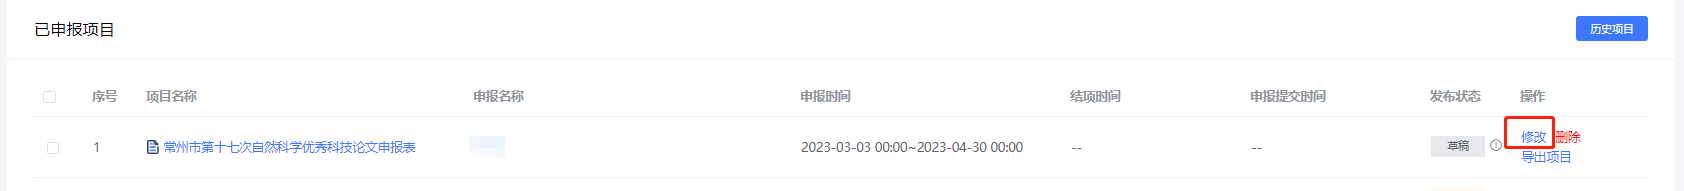 已申报项目
历史项目
序号 项目名称 申报名称 申报时间 结项时间 申报提交时间 发布状态 操作
1 常州市第十七次自然科学优秀科技论文申报表 2023-03-03 00:00~2023-04-30 00:00 -- -- 草稿 修改 删除
导出项目